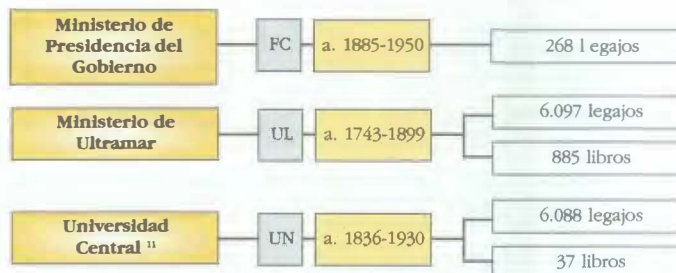 Ministerio de
Presidencia del
Gobierno
FC
a. 1885-1950
268 l egajos
Ministerio de
Ultramar
UL
a. 1743-1899
6.097 legajos
885 libros
Universidad
Central ¹¹
UN
a. 1836-1930
6.088 legajos
37 libros